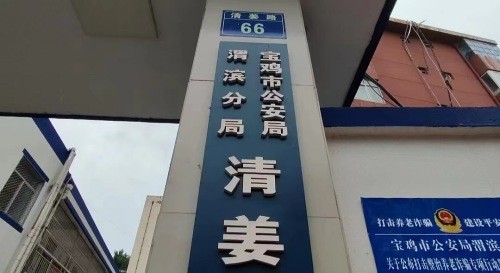 清姜路
66
宝鸡市公安局
渭滨分局
清姜
打击养老诈骗 建设平安
宝鸡市公安局渭滨
关于公布打击整治养老诈骗专项行动